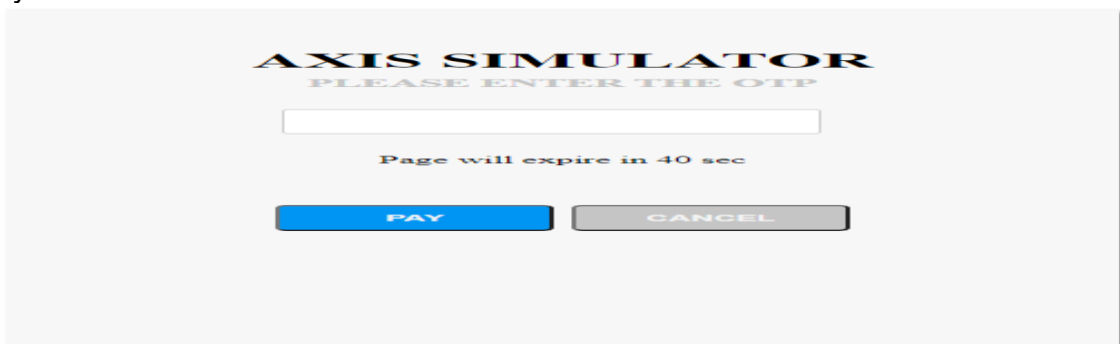 AXIS SIMULATOR
PLEASE ENTER THE OTP
Page will expire in 40 sec
PAY CANCEL